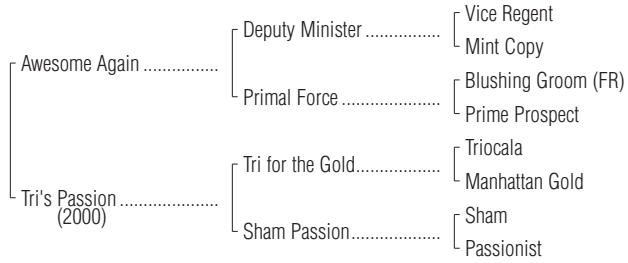 Vice Regent
Deputy Minister .................
Mint Copy
Awesome Again ...............
Blushing Groom (FR)
Primal Force ....................
Prime Prospect
Triocala
Tri for the Gold.................
Manhattan Gold
Tri's Passion ....................
(2000)
Sham
Sham Passion..................
Passionist